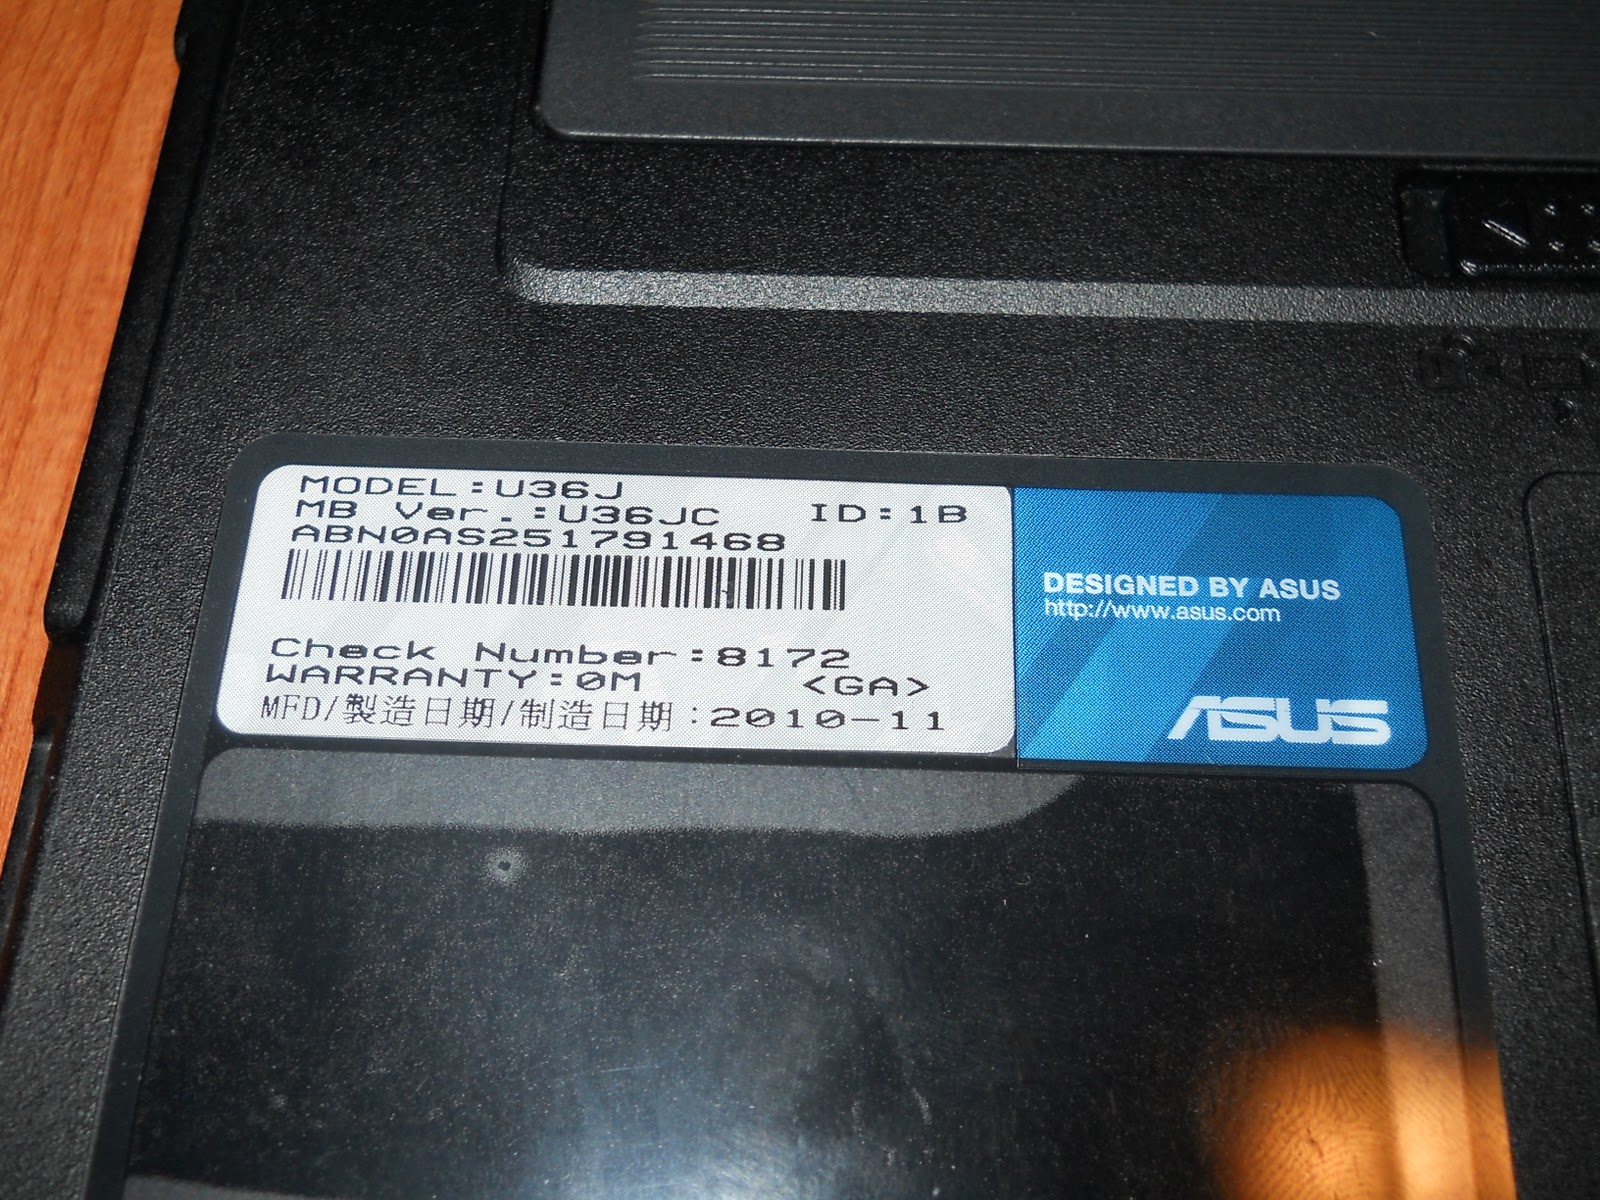 MODEL:U36J
MB Ver.:U36JC ID:1B
ABN0AS251791468
Check Number:8172
WARRANTY:0M <GA>
MFD/製造日期/制造日期:2010-11
DESIGNED BY ASUS
http://www.asus.com
ASUS